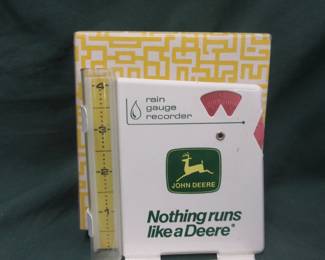 rain
gauge
recorder
JOHN DEERE
Nothing runs
like a Deere®